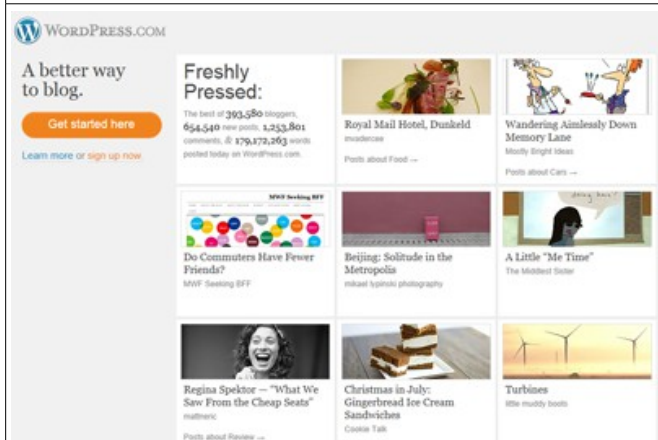 WORDPRESS.COM
A better way
to blog.
Get started here
Learn more or sign up now
Freshly
Pressed:
The best of 393,580 bloggers,
654,540 new posts, 1,253,801
comments, & 179,172,263 words
posted today on WordPress.com.
Royal Mail Hotel, Dunkeld
invadercee
Posts about Food →
Wandering Aimlessly Down
Memory Lane
Mostly Bright Ideas
Posts about Cars →
MWF Seeking BFF
Do Commuters Have Fewer
Friends?
MWF Seeking BFF
Beijing: Solitude in the
Metropolis
mikael lypinski photography
doing here?
A Little "Me Time"
The Middlest Sister
Regina Spektor — "What We
Saw From the Cheap Seats"
mattneric
Posts about Review →
Christmas in July:
Gingerbread Ice Cream
Sandwiches
Cookie Talk
Turbines
little muddy boots